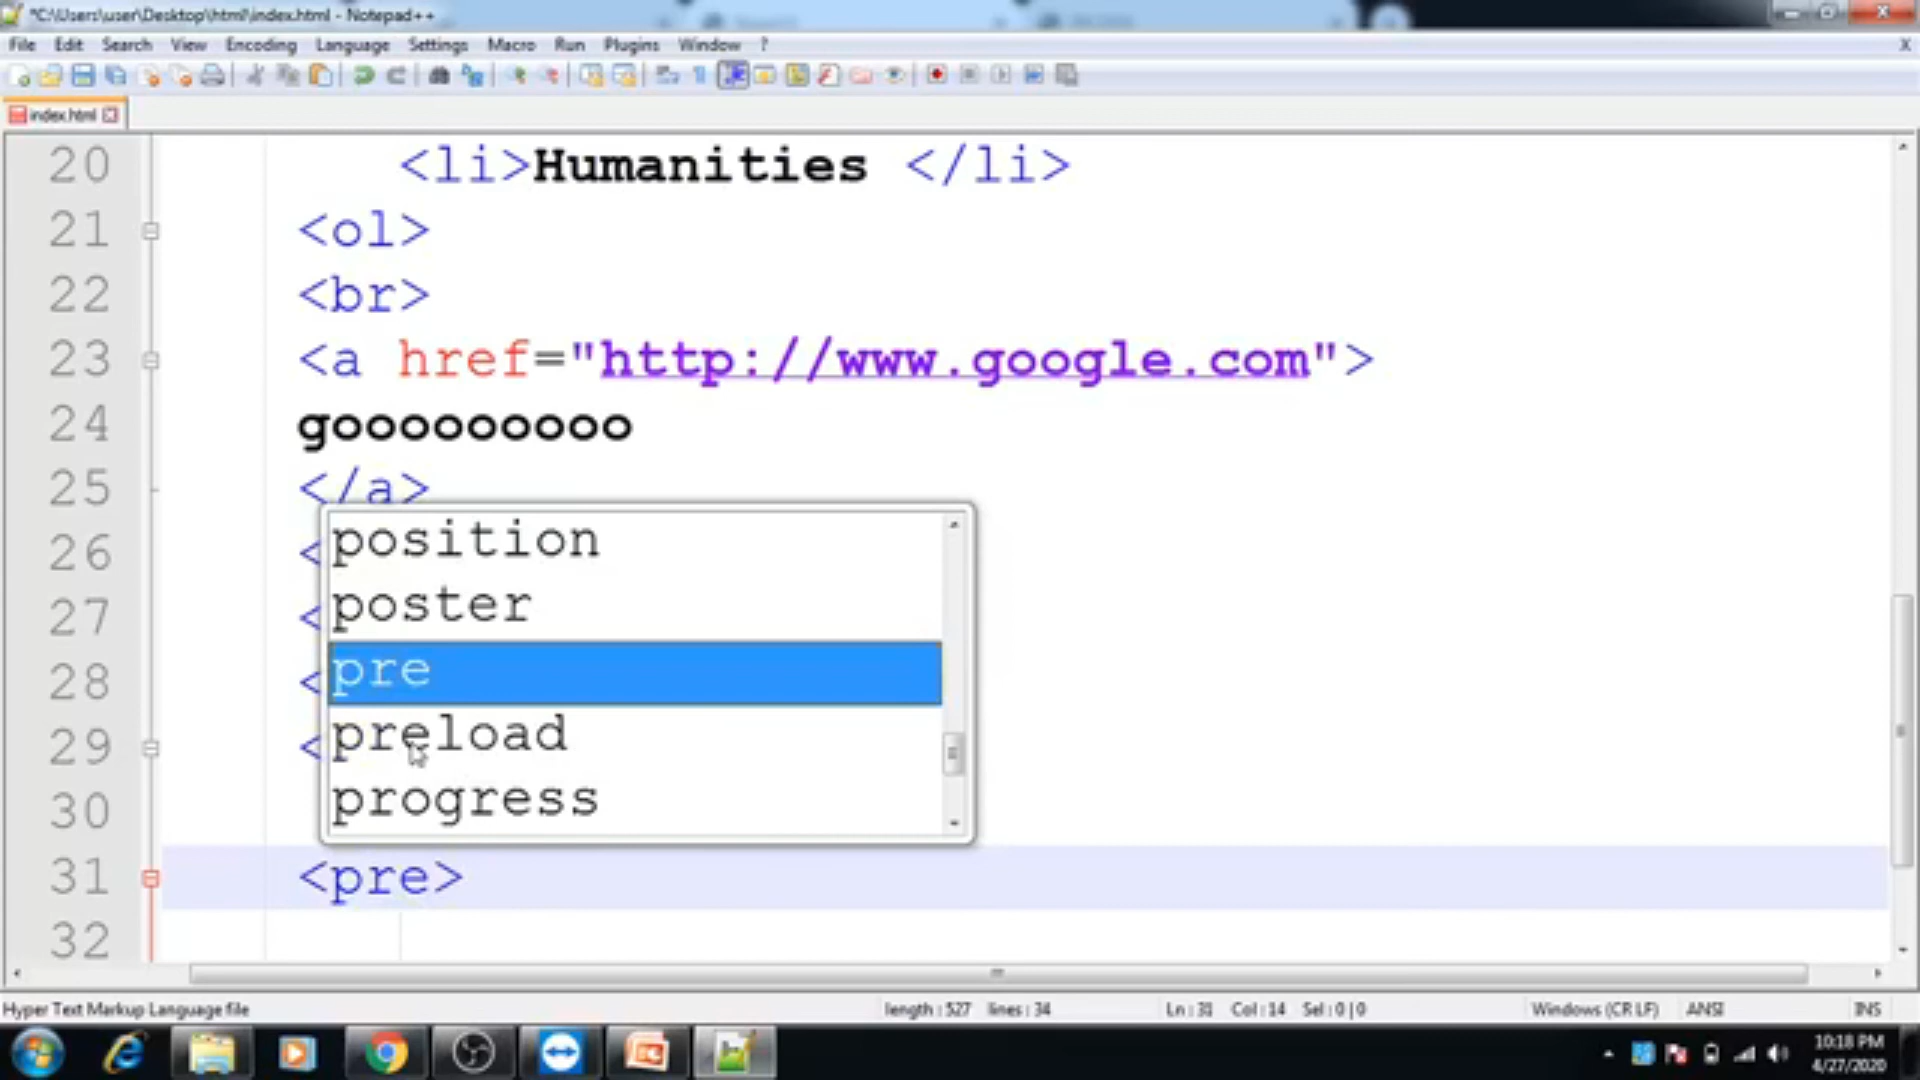 *C:\Users\user\Desktop\html\index.html - Notepad++
File Edit Search View Encoding Language Settings Macro Run Plugins Window ? X
index.html
20 <li>Humanities </li>
21 <ol>
22 <br>
23 <a href="http://www.google.com">
24 gooooooooo
25 </a>
26 <
27 <
28 <
29 <
30
position
poster
pre
preload
progress
31 <pre>
32
Hyper Text Markup Language file length : 527 lines : 34 Ln : 31 Col : 14 Sel : 0 | 0 Windows (CR LF) ANSI INS
10:18 PM
4/27/2020